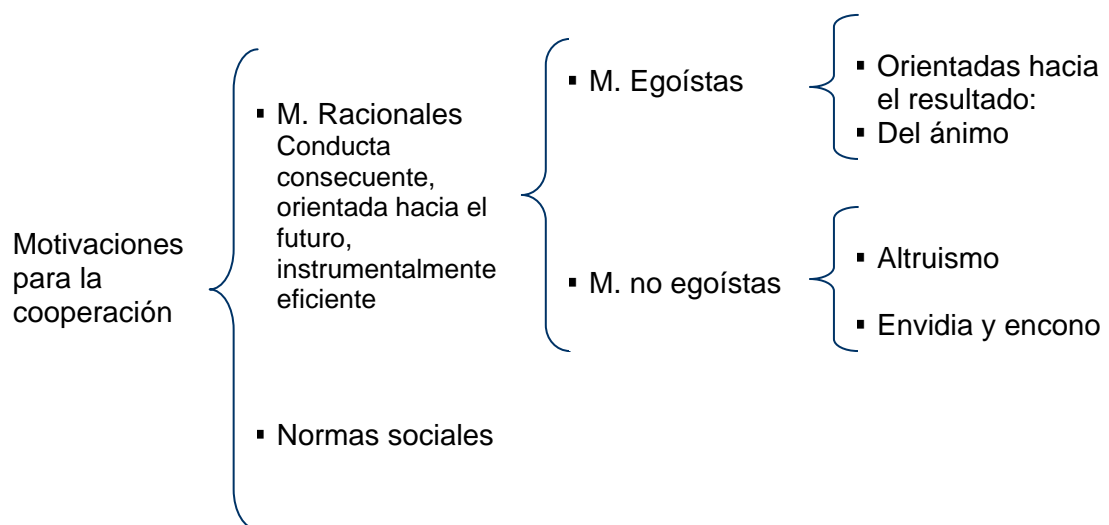 Motivaciones
para la
cooperación
▪ M. Racionales
Conducta
consecuente,
orientada hacia el
futuro,
instrumentalmente
eficiente
▪ Normas sociales
▪ M. Egoístas
▪ M. no egoístas
▪ Orientadas hacia
el resultado:
▪ Del ánimo
▪ Altruismo
▪ Envidia y encono